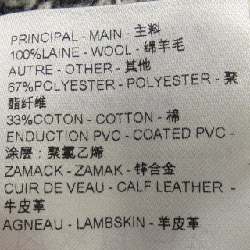 PRINCIPAL - MAIN - 主料
100%LAINE - WOOL - 绵羊毛
AUTRE - OTHER - 其他
67%POLYESTER - POLYESTER - 聚
酯纤维
33%COTON - COTTON - 棉
ENDUCTION PVC - COATED PVC -
涂层：聚氯乙烯
ZAMACK - ZAMAK - 锌合金
CUIR DE VEAU - CALF LEATHER -
牛皮革
AGNEAU - LAMBSKIN - 羊皮革